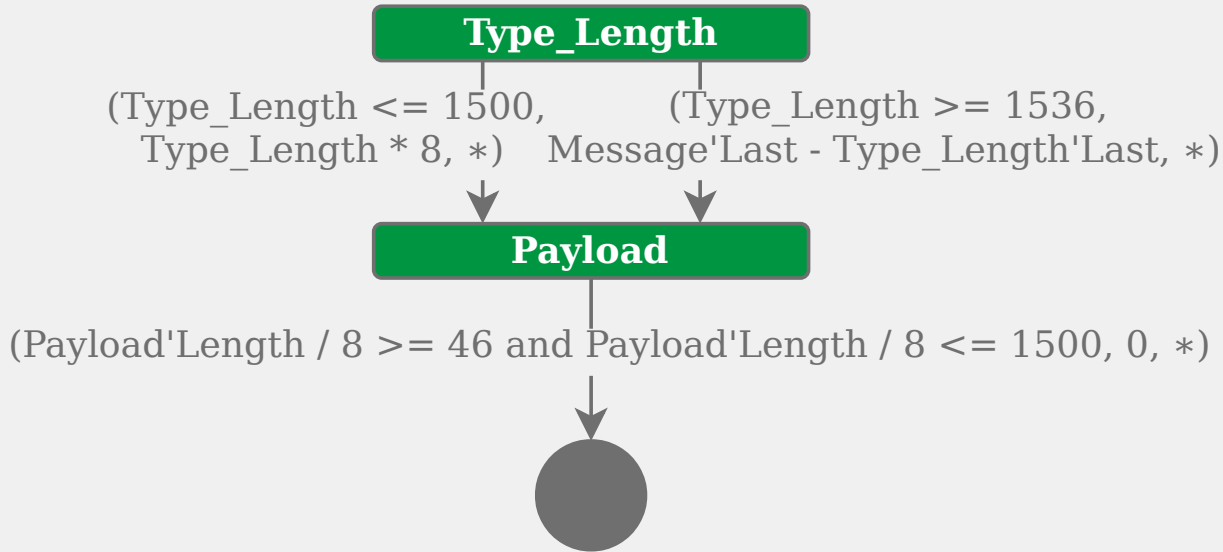 Type_Length
(Type_Length <= 1500,
Type_Length * 8, ∗)
(Type_Length >= 1536,
Message'Last - Type_Length'Last, ∗)
Payload
(Payload'Length / 8 >= 46 and Payload'Length / 8 <= 1500, 0, ∗)